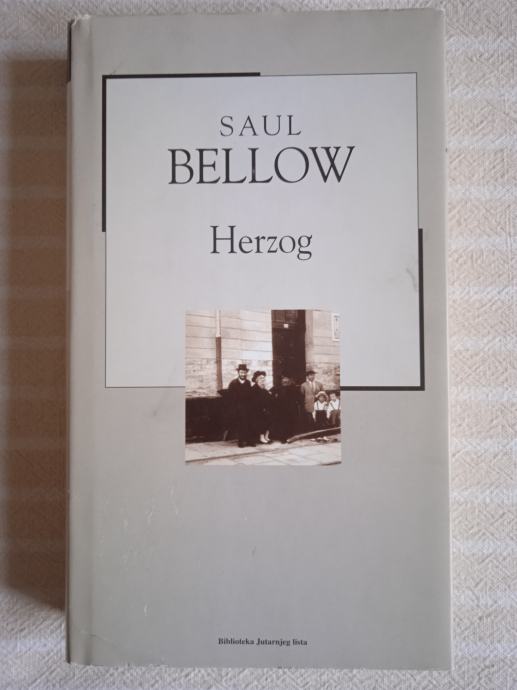 SAUL
BELLOW
Herzog
Biblioteka Jutarnjeg lista